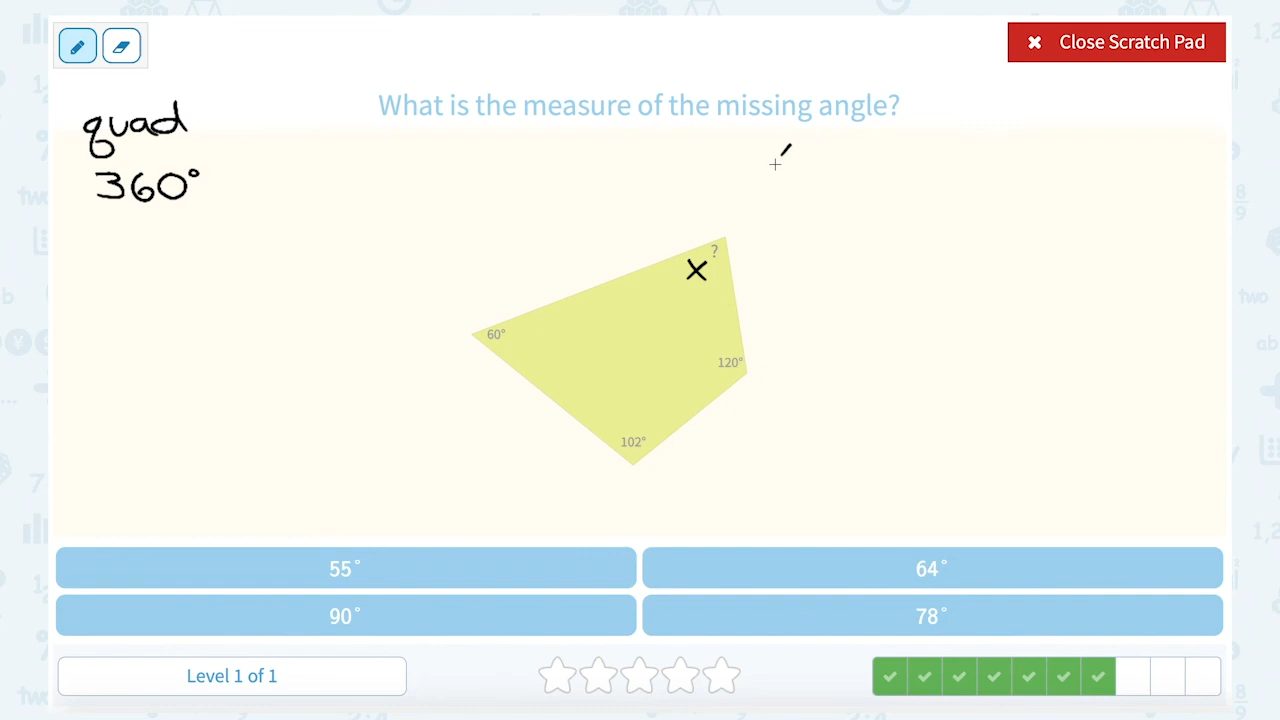 Close Scratch Pad
What is the measure of the missing angle?
quad
360°
?
x
60°
120°
102°
55°
64°
90°
78°
Level 1 of 1